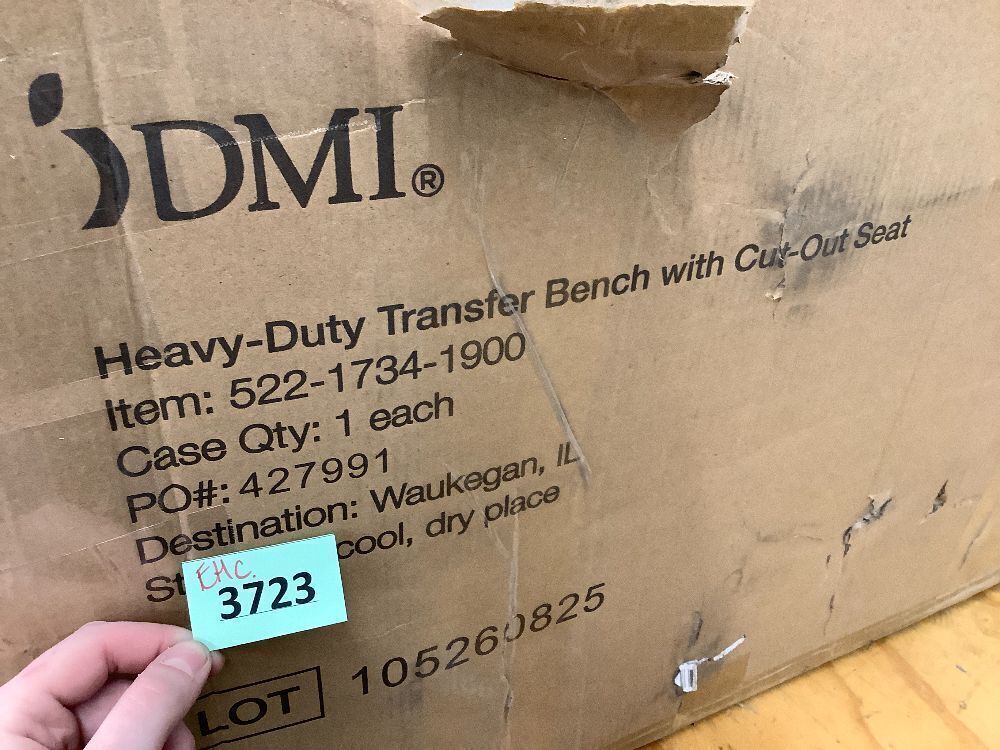 DMI®
Heavy-Duty Transfer Bench with Cut-Out Seat
Item: 522-1734-1900
Case Qty: 1 each
PO#: 427991
Destination: Waukegan, IL
cool, dry place
EHC.
3723
LOT 105260825